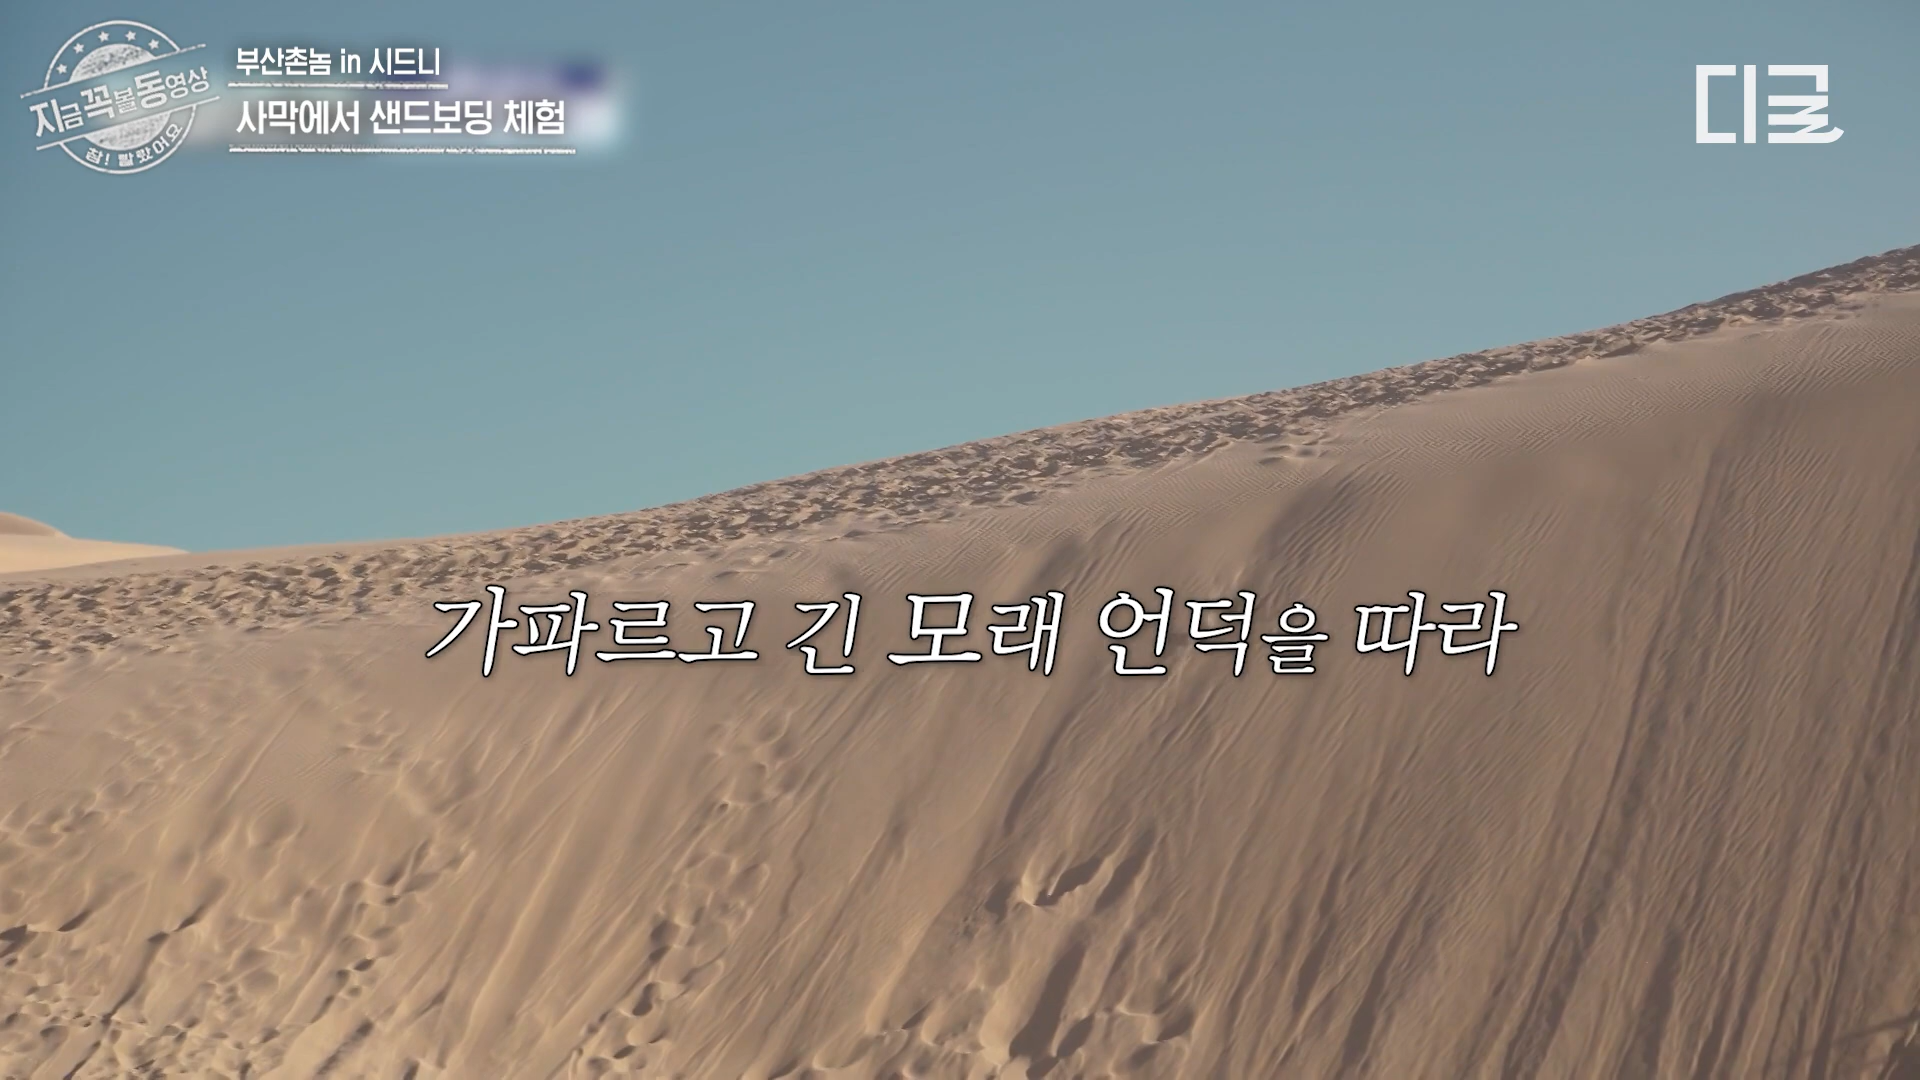 지금 꼭 볼 동영상
참! 잘 왔어요
부산촌놈 in 시드니
사막에서 샌드보딩 체험
디글
가파르고 긴 모래 언덕을 따라